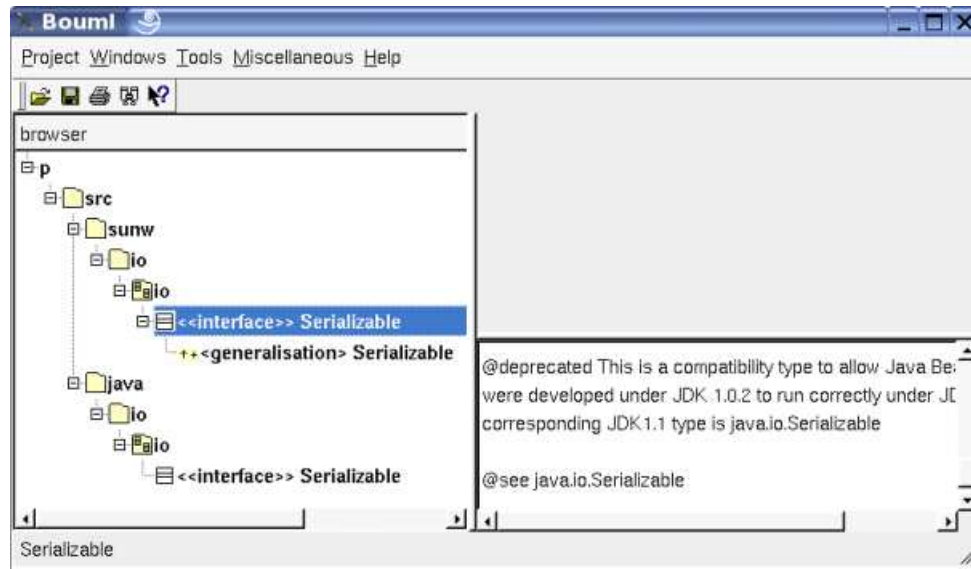 Bouml
Project Windows Tools Miscellaneous Help
browser
p
src
sunw
io
io
<<interface>> Serializable
<generalisation> Serializable
java
io
io
<<interface>> Serializable
@deprecated This is a compatibility type to allow Java
were developed under JDK 1.0.2 to run correctly under
corresponding JDK1.1 type is java.io.Serializable
@see java.io.Serializable
Serializable